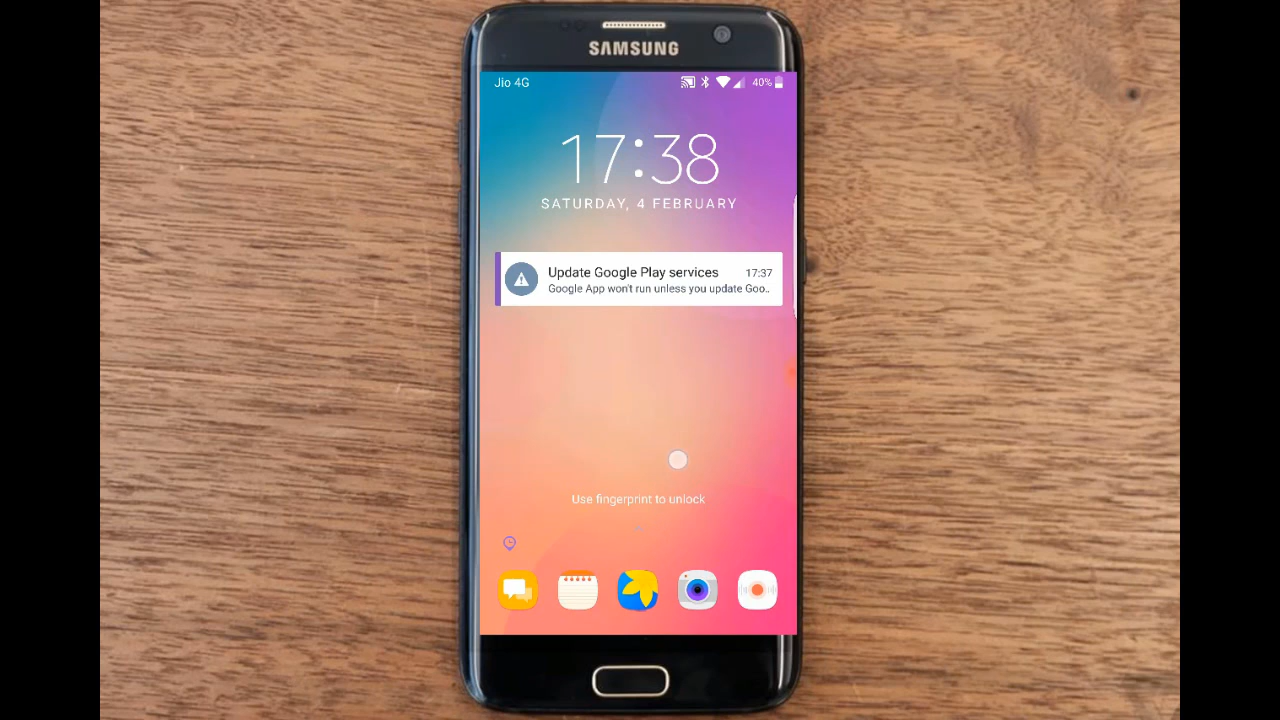 SAMSUNG
Jio 4G 40%
17:38
SATURDAY, 4 FEBRUARY
Update Google Play services 17:37
Google App won't run unless you update Goo..
Use fingerprint to unlock